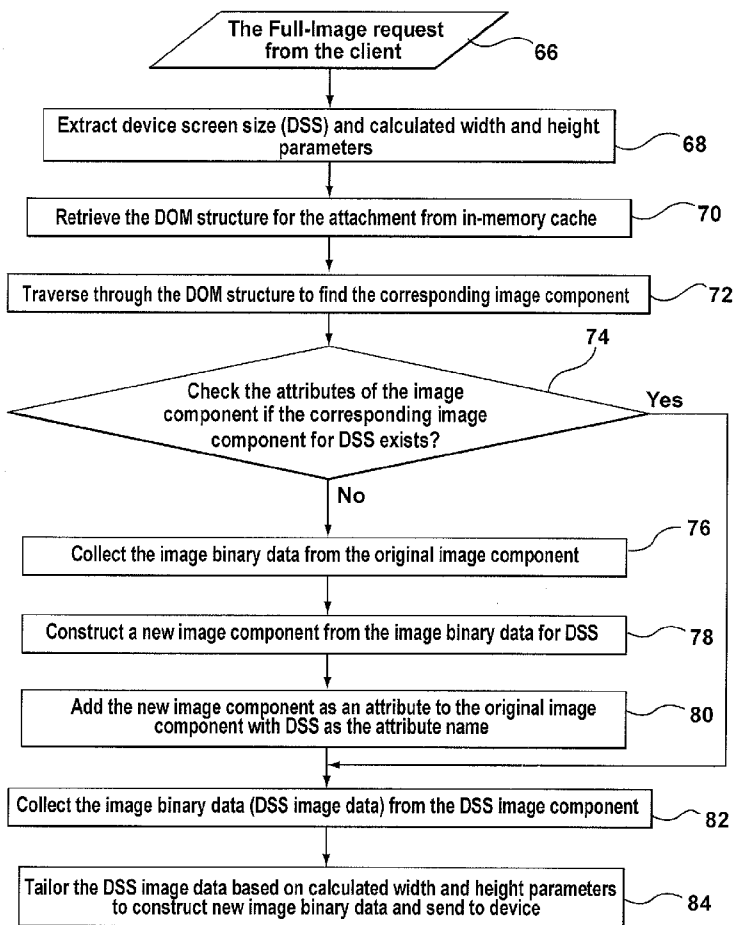 The Full-Image request
from the client
66
Extract device screen size (DSS) and calculated width and height
parameters
68
Retrieve the DOM structure for the attachment from in-memory cache
70
Traverse through the DOM structure to find the corresponding image component
72
74
Check the attributes of the image
component if the corresponding image
component for DSS exists?
Yes
No
76
Collect the image binary data from the original image component
Construct a new image component from the image binary data for DSS
78
Add the new image component as an attribute to the original image
component with DSS as the attribute name
80
Collect the image binary data (DSS image data) from the DSS image component
82
Tailor the DSS image data based on calculated width and height parameters
to construct new image binary data and send to device
84